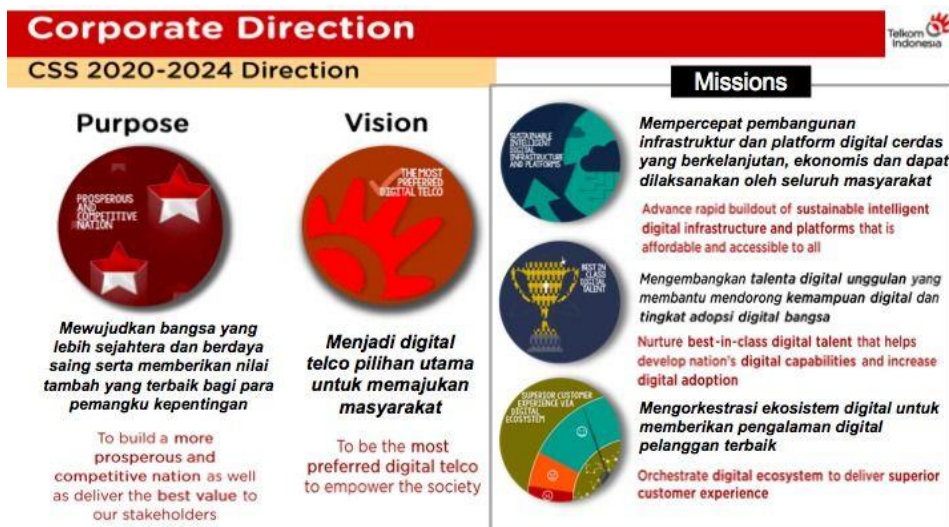 Corporate Direction
Telkom
Indonesia
CSS 2020-2024 Direction
Purpose
PROSPEROUS
AND
COMPETITIVE
NATION
Mewujudkan bangsa yang
lebih sejahtera dan berdaya
saing serta memberikan nilai
tambah yang terbaik bagi para
pemangku kepentingan
To build a more
prosperous and
competitive nation as well
as deliver the best value to
our stakeholders
Vision
THE MOST
PREFERRED
DIGITAL TELCO
Menjadi digital
telco pilihan utama
untuk memajukan
masyarakat
To be the most
preferred digital telco
to empower the society
Missions
SUSTAINABLE
INTELLIGENT
DIGITAL
INFRASTRUCTURE
AND PLATFORMS
Mempercepat pembangunan
infrastruktur dan platform digital cerdas
yang berkelanjutan, ekonomis dan dapat
dilaksanakan oleh seluruh masyarakat
Advance rapid buildout of sustainable intelligent
digital infrastructure and platforms that is
affordable and accessible to all
BEST IN
CLASS
DIGITAL
TALENT
Mengembangkan talenta digital unggulan yang
membantu mendorong kemampuan digital dan
tingkat adopsi digital bangsa
Nurture best-in-class digital talent that helps
develop nation's digital capabilities and increase
digital adoption
SUPERIOR CUSTOMER
EXPERIENCE VIA
DIGITAL
ECOSYSTEM
Mengorkestrasi ekosistem digital untuk
memberikan pengalaman digital
pelanggan terbaik
Orchestrate digital ecosystem to deliver superior
customer experience